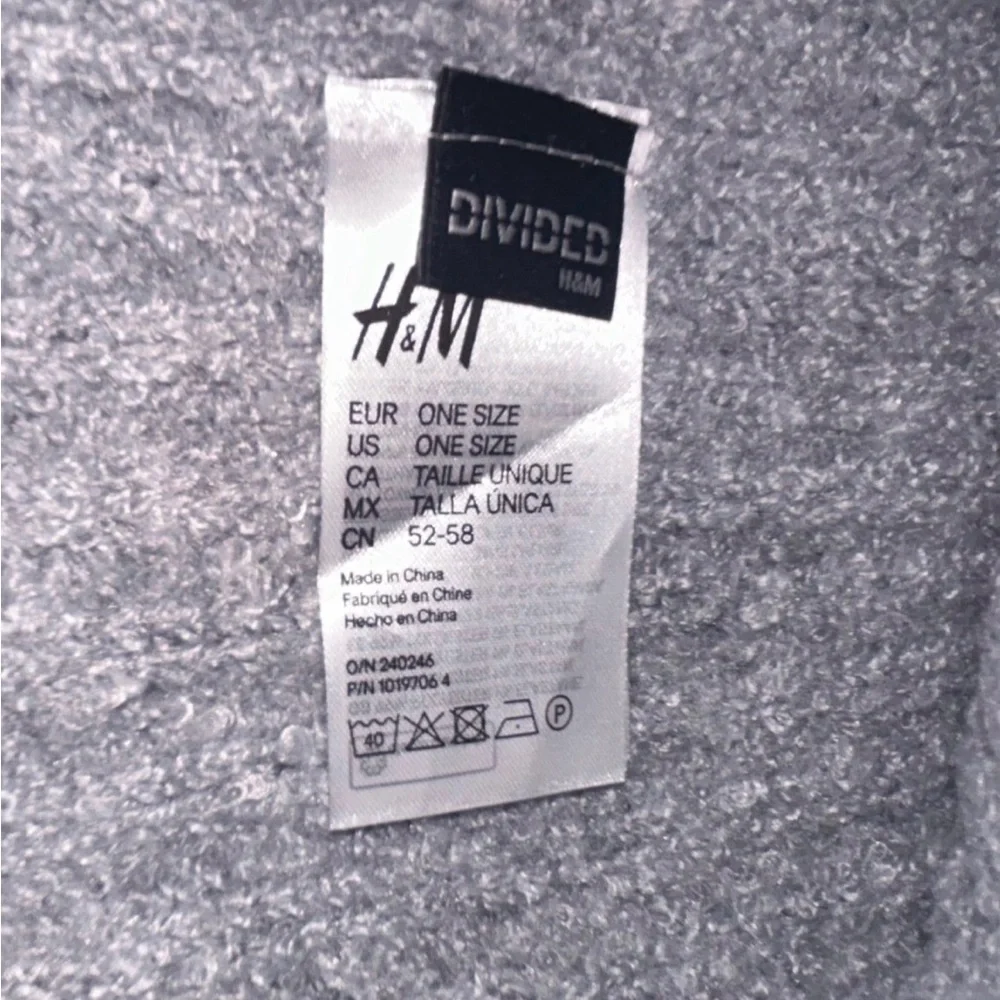 DIVIDED
H&M
H&M
EUR ONE SIZE
US ONE SIZE
CA TAILLE UNIQUE
MX TALLA ÚNICA
CN 52-58
Made in China
Fabriqué en Chine
Hecho en China
O/N 240246
P/N 1019706 4
40
P